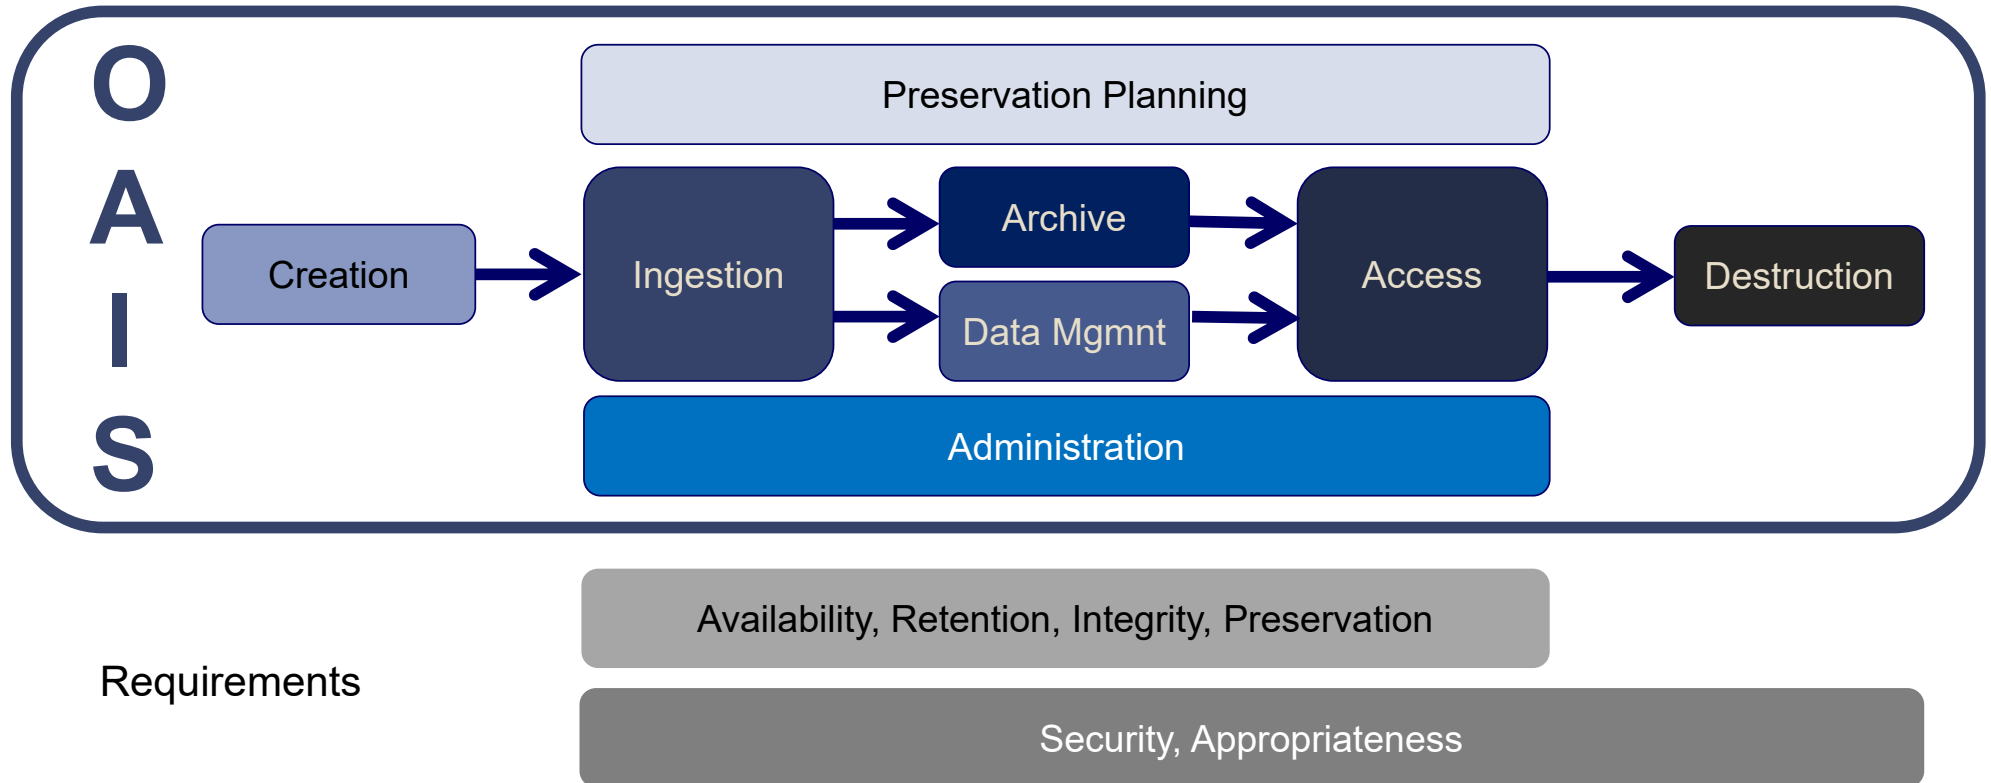 O
A
I
S
Preservation Planning
Creation
Ingestion
Archive
Data Mgmnt
Access
Destruction
Administration
Requirements
Availability, Retention, Integrity, Preservation
Security, Appropriateness